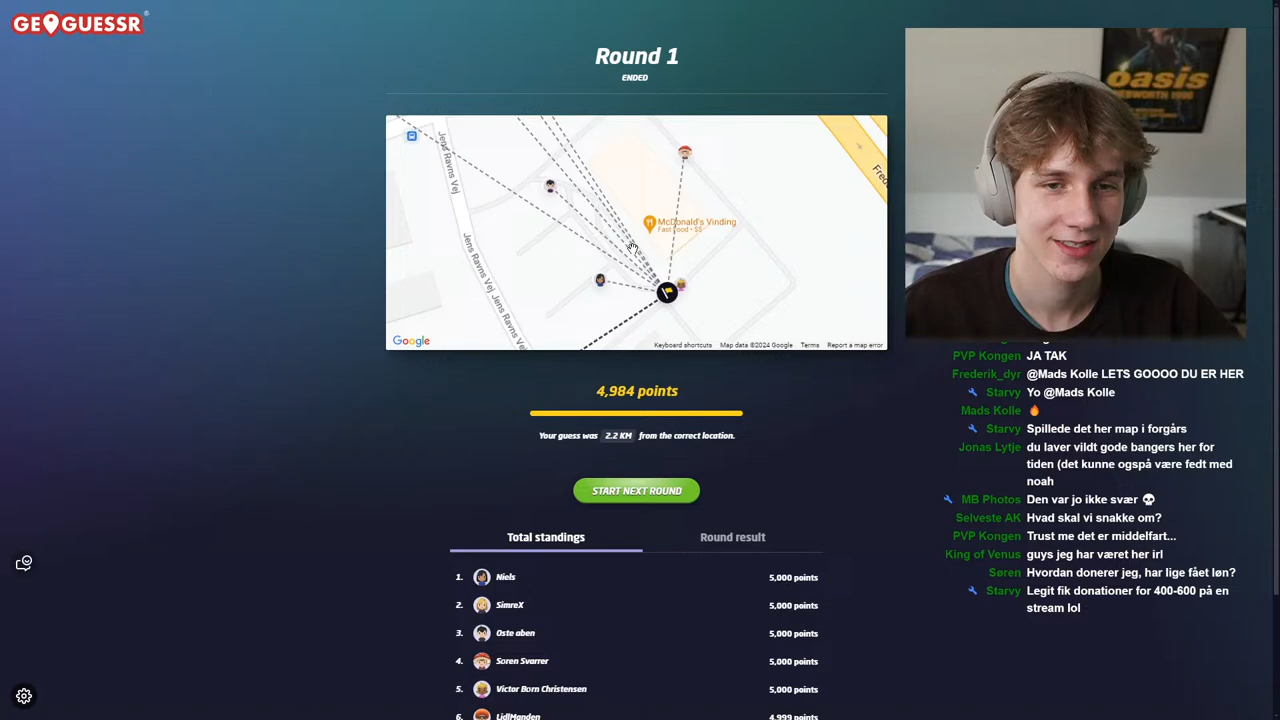 GEOGUESSR
Round 1
ENDED
Jens Ravns Vej
Jens Ravns Vej
Jens Ravns Vej
McDonald's Vinding
Fast Food • $$
Google
Keyboard shortcuts
Map data ©2024 Google
Terms
Report a map error
4,984 points
Your guess was 2.2 KM from the correct location.
START NEXT ROUND
Total standings
Round result
1. Niels 5,000 points
2. SimreX 5,000 points
3. Oste aben 5,000 points
4. Søren Svarrer 5,000 points
5. Victor Børn Christensen 5,000 points
6. LidlManden 4,999 points
oasis
PVP Kongen JA TAK
Frederik_dyr @Mads Kolle LETS GOOOO DU ER HER
Starvy Yo @Mads Kolle
Mads Kolle 🔥
Starvy Spillede det her map i forgårs
Jonas Lytje du laver vildt gode bangers her for
tiden (det kunne ogspå være fedt med
noah
MB Photos Den var jo ikke svær 💀
Selveste AK Hvad skal vi snakke om?
PVP Kongen Trust me det er middelfart...
King of Venus guys jeg har været her irl
Søren Hvordan donerer jeg, har lige fået løn?
Starvy Legit fik donationer for 400-600 på en
stream lol